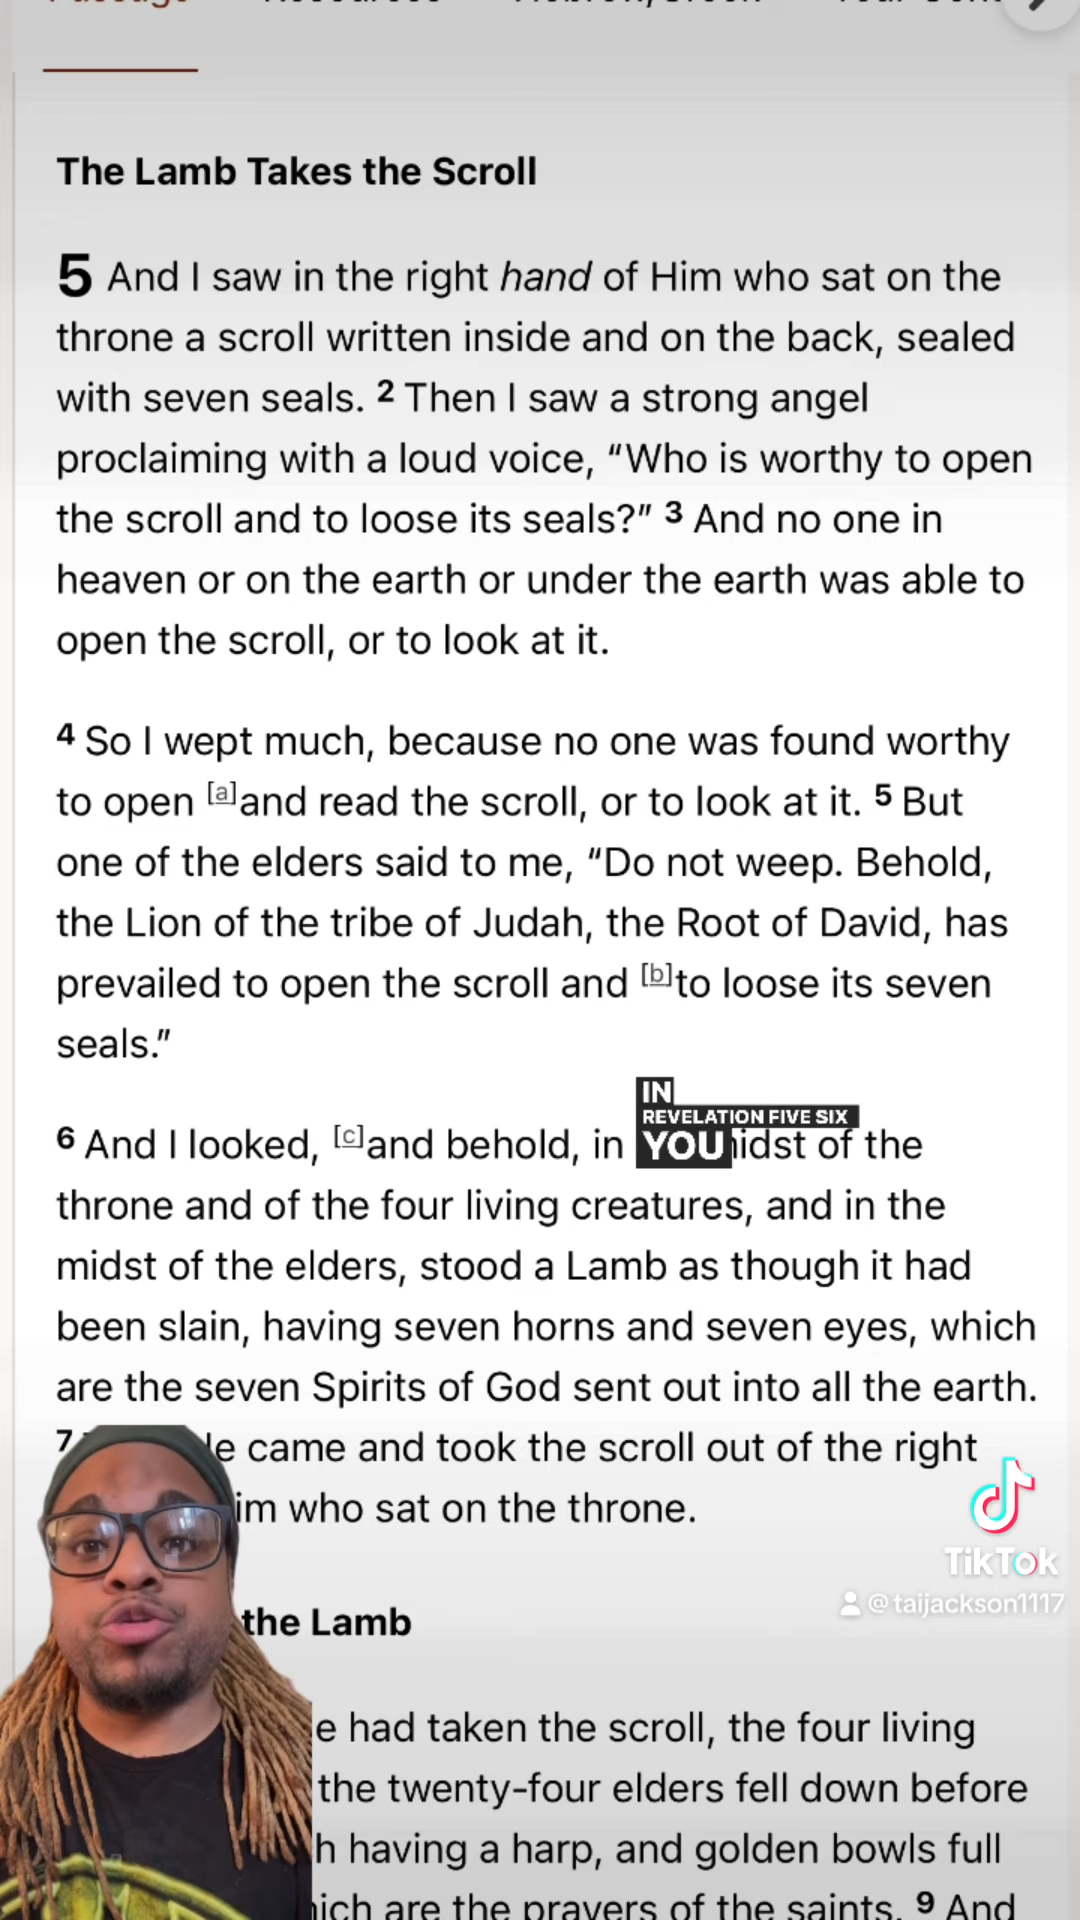 The Lamb Takes the Scroll
5 And I saw in the right hand of Him who sat on the
throne a scroll written inside and on the back, sealed
with seven seals. 2 Then I saw a strong angel
proclaiming with a loud voice, “Who is worthy to open
the scroll and to loose its seals?” 3 And no one in
heaven or on the earth or under the earth was able to
open the scroll, or to look at it.
4 So I wept much, because no one was found worthy
to open [a]and read the scroll, or to look at it. 5 But
one of the elders said to me, “Do not weep. Behold,
the Lion of the tribe of Judah, the Root of David, has
prevailed to open the scroll and [b]to loose its seven
seals.”
IN
REVELATION FIVE SIX
YOU
6 And I looked, [c]and behold, in of the
throne and of the four living creatures, and in the
midst of the elders, stood a Lamb as though it had
been slain, having seven horns and seven eyes, which
are the seven Spirits of God sent out into all the earth.
7 came and took the scroll out of the right
who sat on the throne.
TikTok
@taijackson1117
the Lamb
had taken the scroll, the four living
the twenty-four elders fell down before
having a harp, and golden bowls full
are the prayers of the saints. 9 And